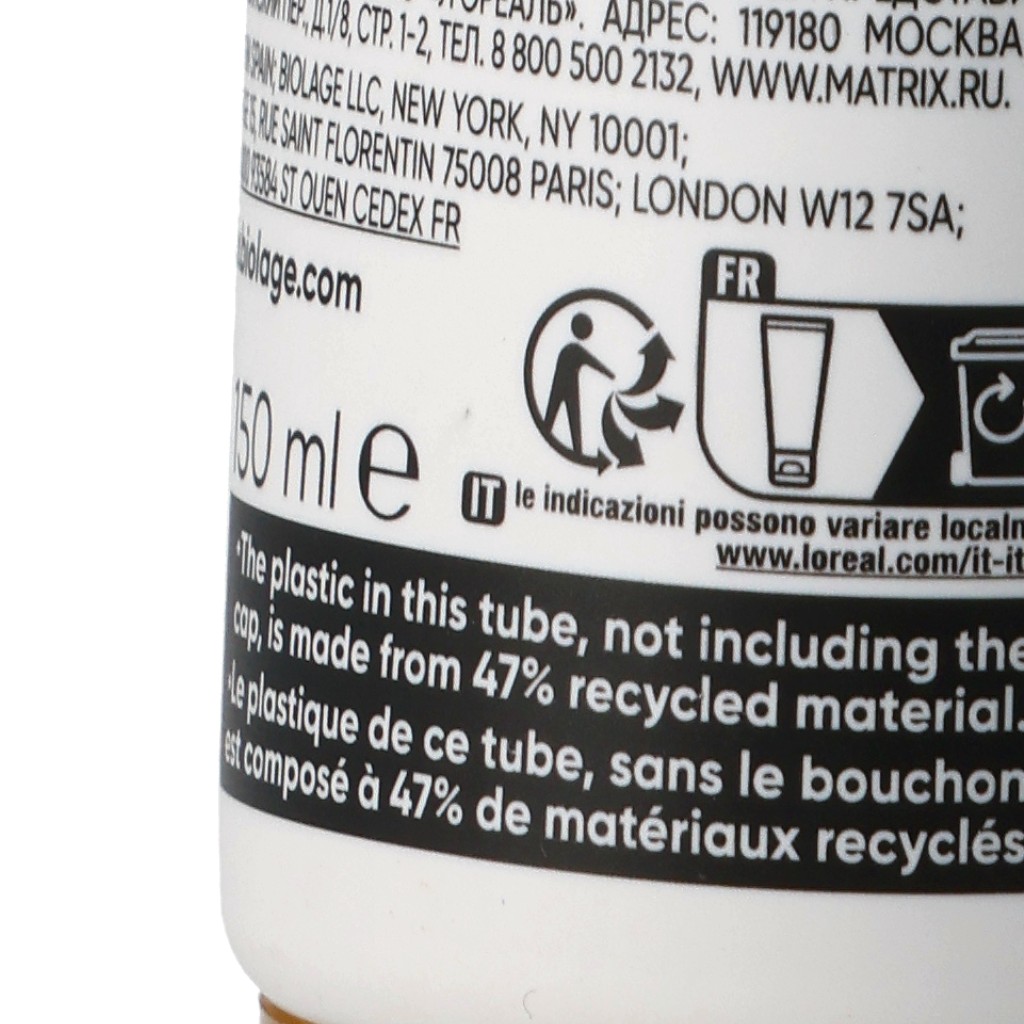 АДРЕС: 119180 МОСКВА
Д.1/8, СТР. 1-2, ТЕЛ. 8 800 500 2132, WWW.MATRIX.RU.
SPAIN: BIOLAGE LLC, NEW YORK, NY 10001;
RUE SAINT FLORENTIN 75008 PARIS; LONDON W12 7SA;
93584 ST OUEN CEDEX FR
biolage.com
FR
150 ml e
IT le indicazioni possono variare
www.loreal.com/it-it
•The plastic in this tube, not including the
cap, is made from 47% recycled material.
•Le plastique de ce tube, sans le bouchon
est composé à 47% de matériaux recyclés